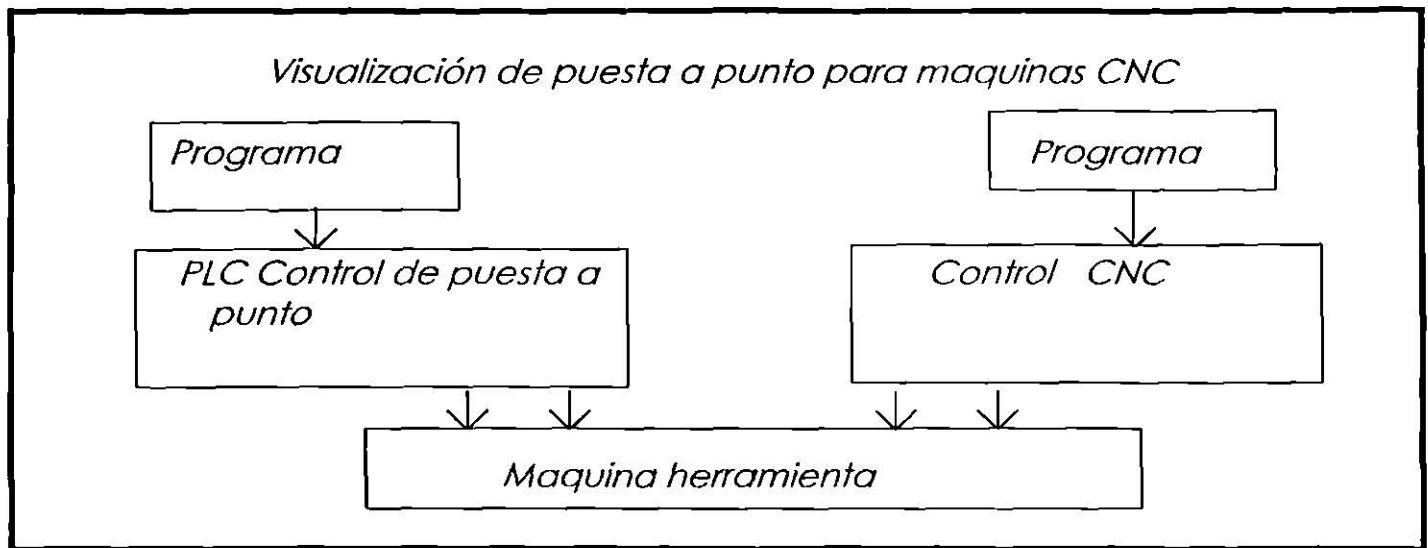 Visualización de puesta a punto para maquinas CNC
Programa
Programa
PLC Control de puesta a
punto
Control CNC
Maquina herramienta